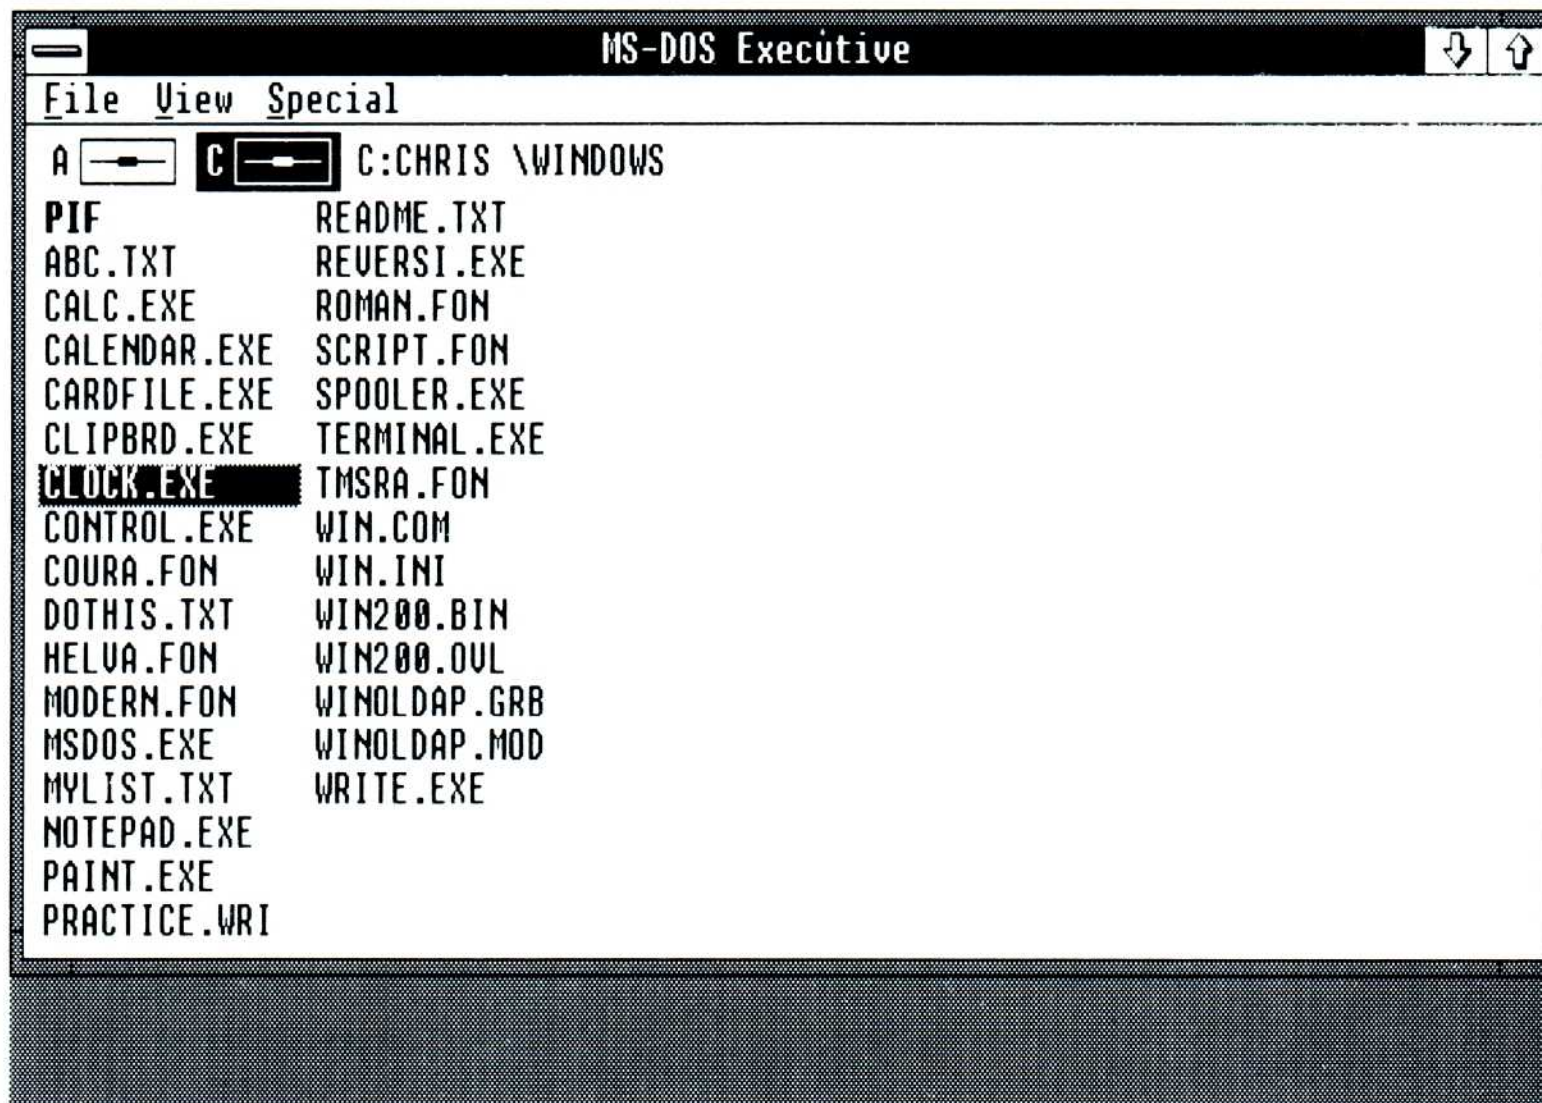 MS-DOS Executive
File View Special
A C C:CHRIS \WINDOWS
PIF
ABC.TXT
CALC.EXE
CALENDAR.EXE
CARDFILE.EXE
CLIPBRD.EXE
CLOCK.EXE
CONTROL.EXE
COURA.FON
DOTHIS.TXT
HELVA.FON
MODERN.FON
MSDOS.EXE
MYLIST.TXT
NOTEPAD.EXE
PAINT.EXE
PRACTICE.WRI
README.TXT
REVERSI.EXE
ROMAN.FON
SCRIPT.FON
SPOOLER.EXE
TERMINAL.EXE
TMSRA.FON
WIN.COM
WIN.INI
WIN200.BIN
WIN200.OVL
WINOLDAP.GRB
WINOLDAP.MOD
WRITE.EXE